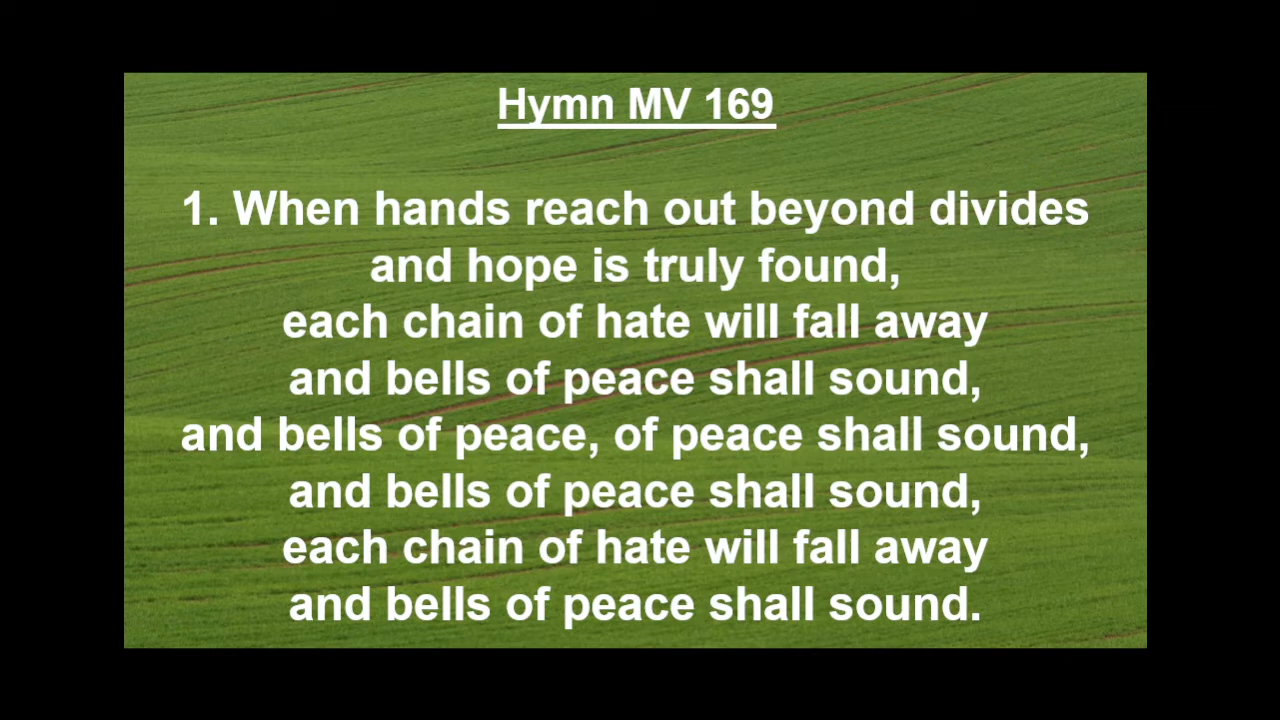 Hymn MV 169
1. When hands reach out beyond divides
and hope is truly found,
each chain of hate will fall away
and bells of peace shall sound,
and bells of peace, of peace shall sound,
and bells of peace shall sound,
each chain of hate will fall away
and bells of peace shall sound.